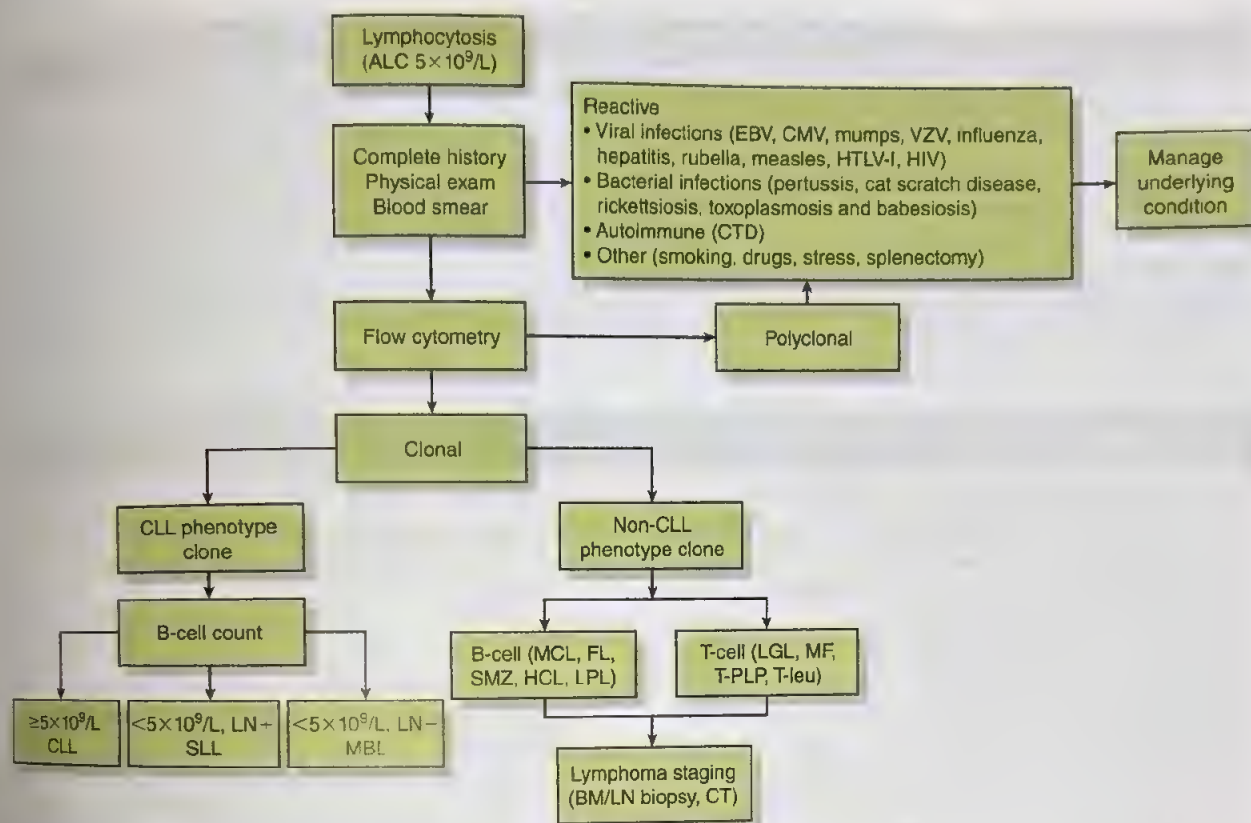 Lymphocytosis
(ALC 5×10⁹/L)
Complete history
Physical exam
Blood smear
Reactive
• Viral infections (EBV, CMV, mumps, VZV, influenza,
hepatitis, rubella, measles, HTLV-I, HIV)
• Bacterial infections (pertussis, cat scratch disease,
rickettsiosis, toxoplasmosis and babesiosis)
• Autoimmune (CTD)
• Other (smoking, drugs, stress, splenectomy)
Manage
underlying
condition
Flow cytometry
Polyclonal
Clonal
CLL phenotype
clone
Non-CLL
phenotype clone
B-cell count
B-cell (MCL, FL,
SMZ, HCL, LPL)
T-cell (LGL, MF,
T-PLP, T-leu)
≥5×10⁹/L
CLL
<5×10⁹/L, LN+
SLL
<5×10⁹/L, LN−
MBL
Lymphoma staging
(BM/LN biopsy, CT)